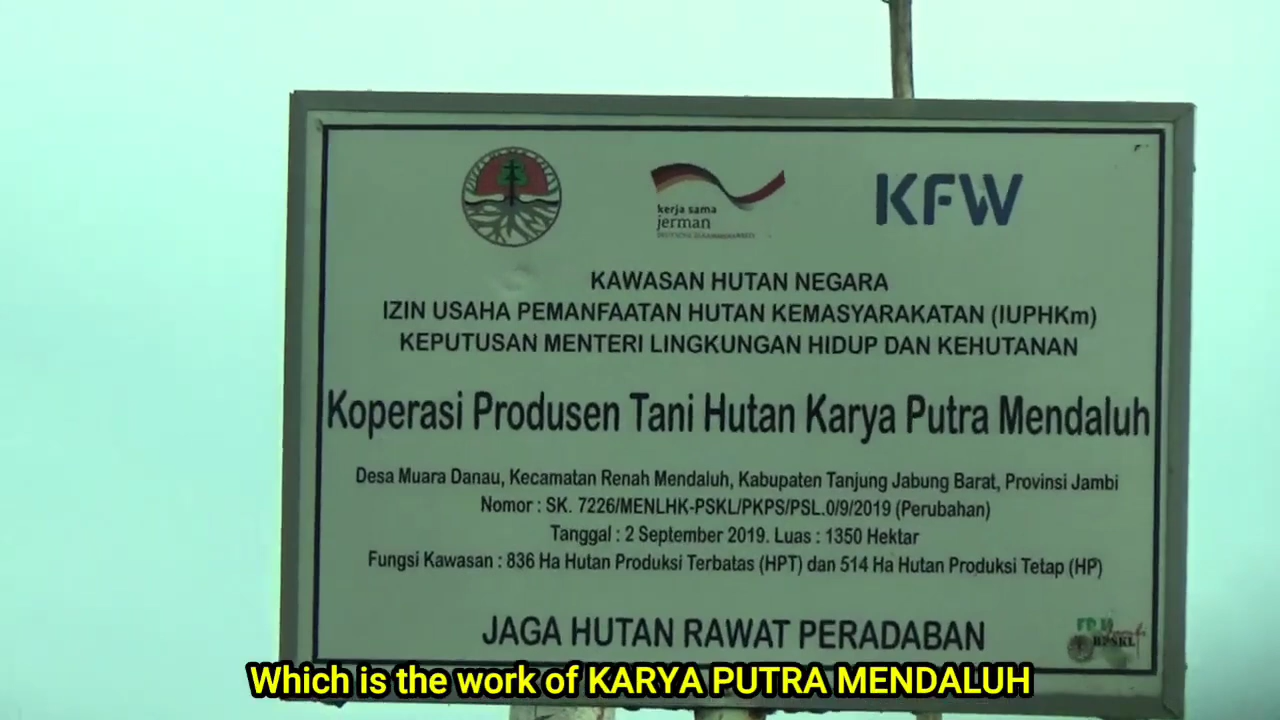 kerja sama
jerman
DEUTSCHE ZUSAMMENARBEIT
KFW
KAWASAN HUTAN NEGARA
IZIN USAHA PEMANFAATAN HUTAN KEMASYARAKATAN (IUPHKm)
KEPUTUSAN MENTERI LINGKUNGAN HIDUP DAN KEHUTANAN
Koperasi Produsen Tani Hutan Karya Putra Mendaluh
Desa Muara Danau, Kecamatan Renah Mendaluh, Kabupaten Tanjung Jabung Barat, Provinsi Jambi
Nomor : SK. 7226/MENLHK-PSKL/PKPS/PSL.0/9/2019 (Perubahan)
Tanggal : 2 September 2019. Luas : 1350 Hektar
Fungsi Kawasan : 836 Ha Hutan Produksi Terbatas (HPT) dan 514 Ha Hutan Produksi Tetap (HP)
JAGA HUTAN RAWAT PERADABAN
Which is the work of KARYA PUTRA MENDALUH